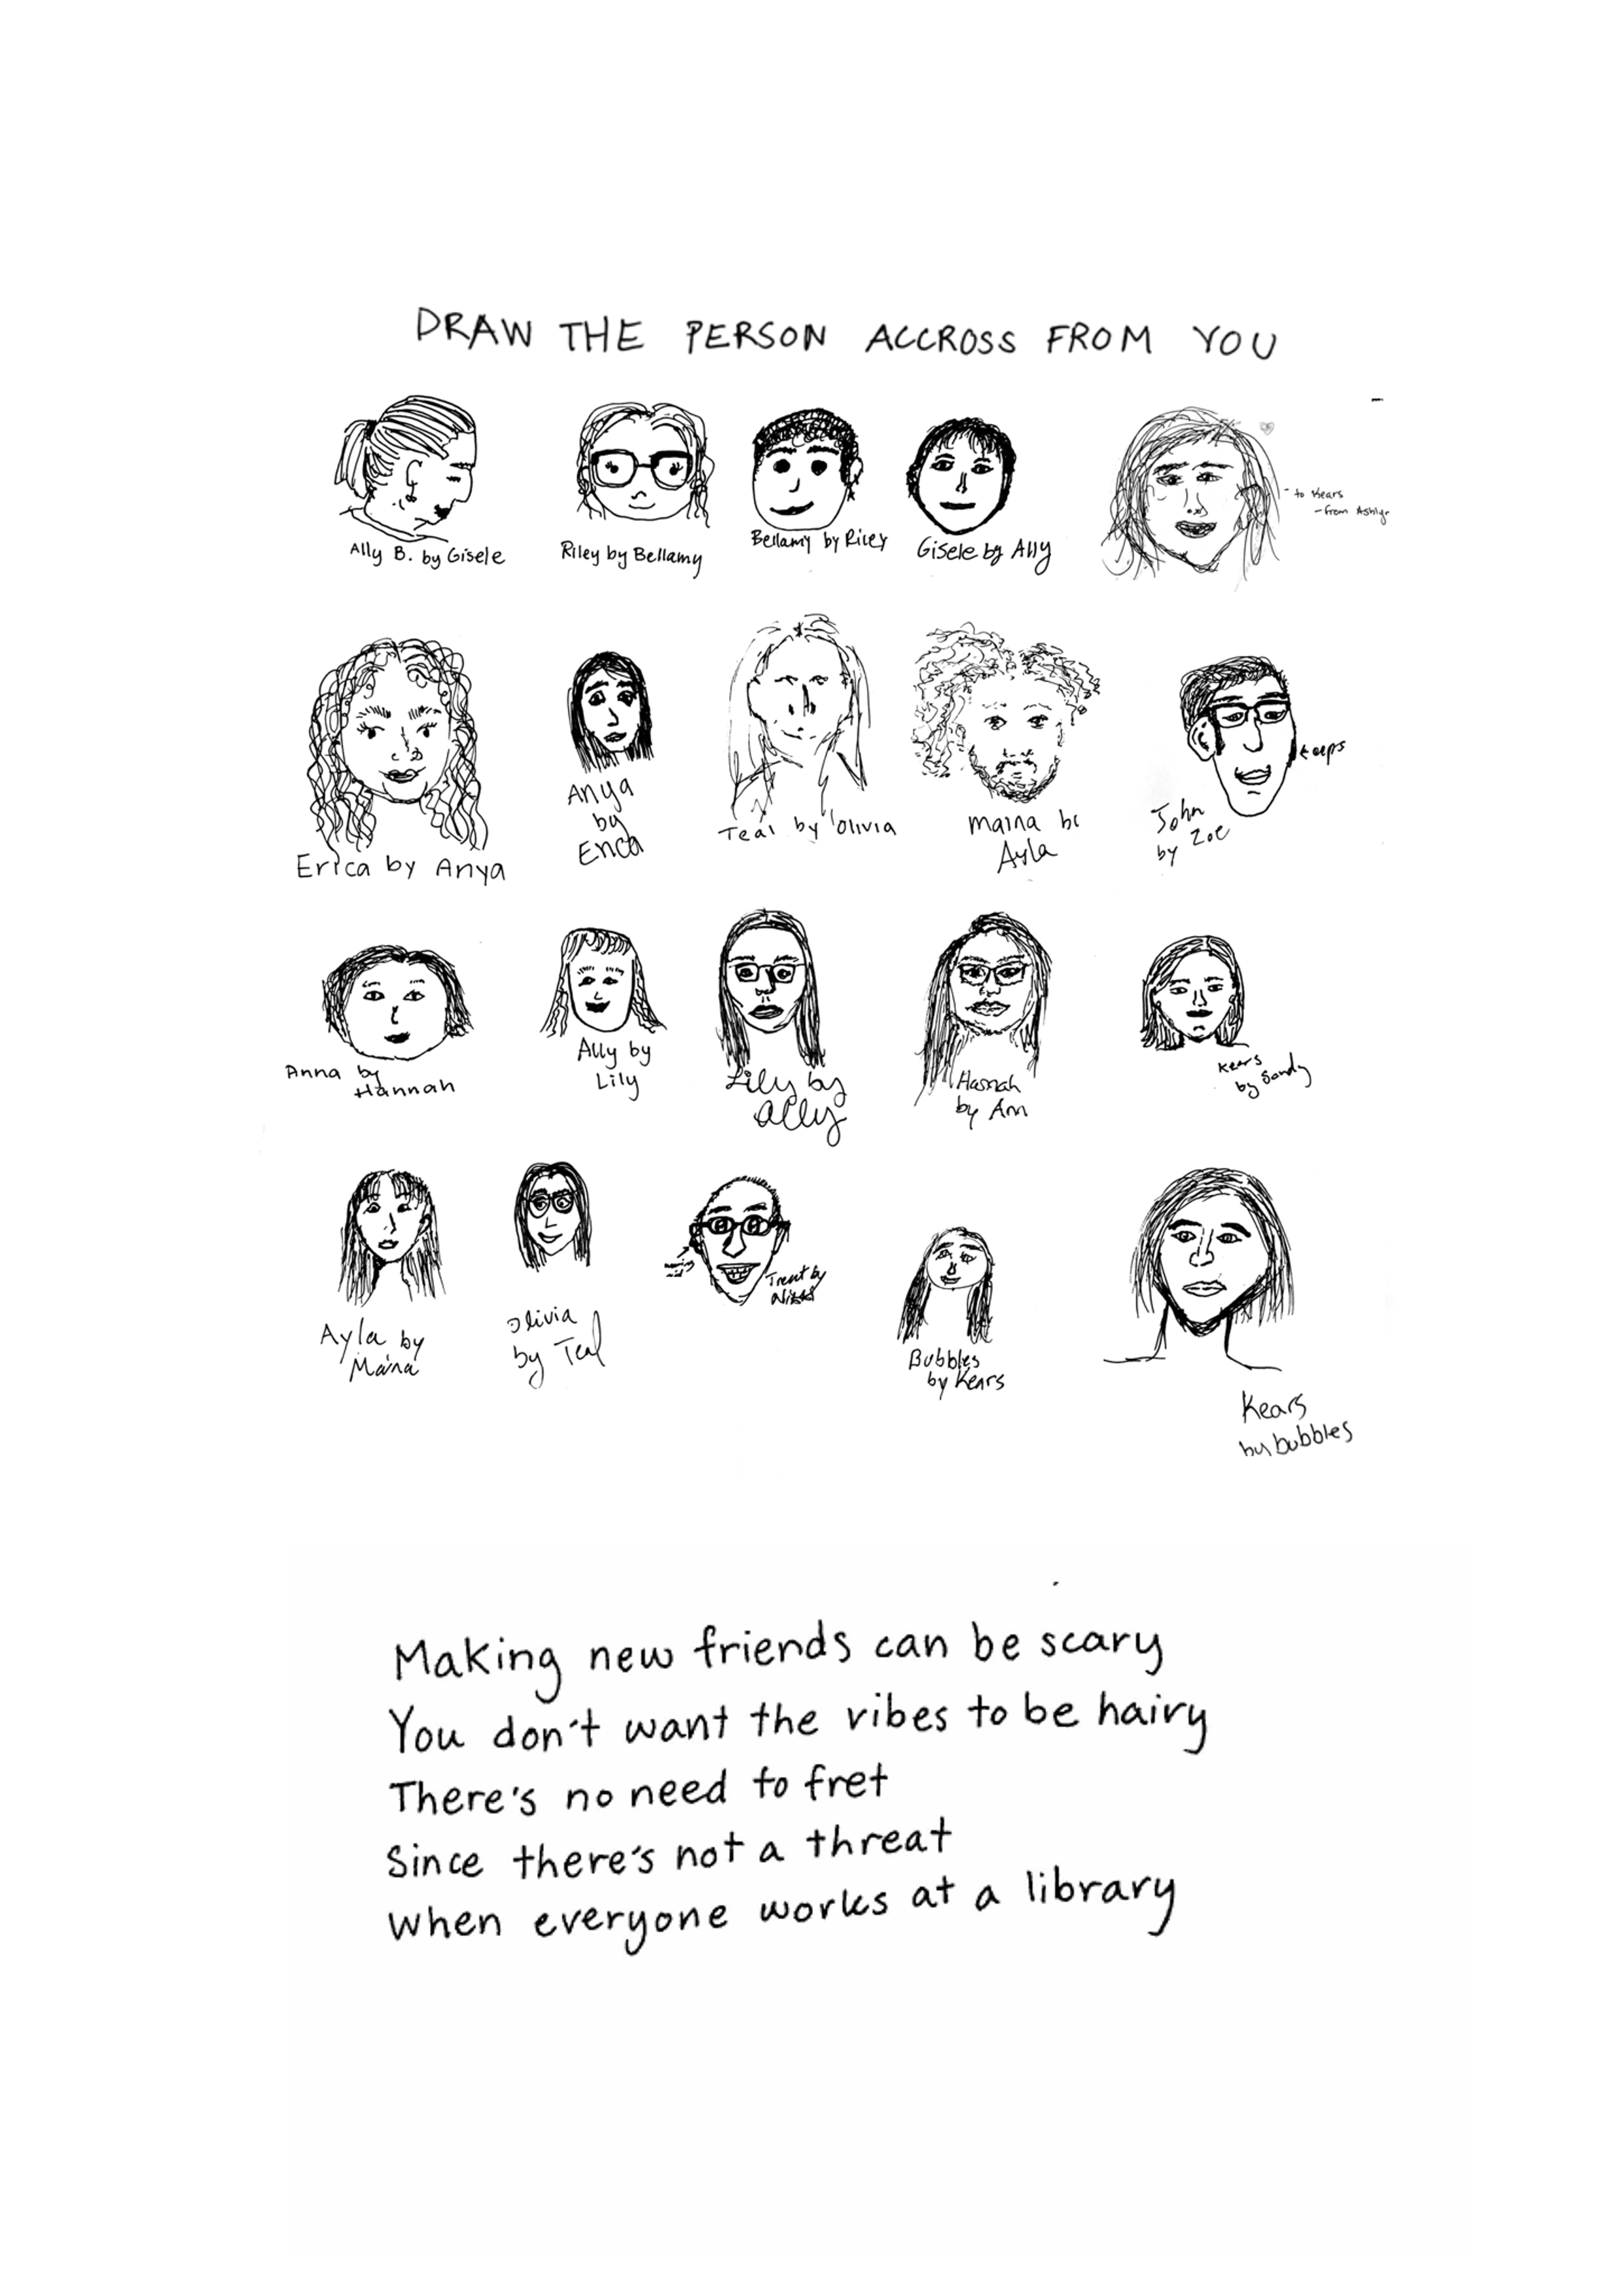 DRAW THE PERSON ACCROSS FROM YOU
Ally B. by Gisele
Riley by Bellamy
Bellamy by Riley
Gisele by Ally
- to Kears
- from Ashlyn
Erica by Anya
Anya
by
Erica
Teal by Olivia
Maina by
Ayla
← oops
John
by Zoe
Anna by
Hannah
Ally by
Lily
Lily by
Ally
Hannah
by Ann
Kears
by Sandy
Ayla by
Maina
Olivia
by Teal
Trent by
Bubbles
by Kears
Kears
by bubbles
Making new friends can be scary
You don't want the vibes to be hairy
There's no need to fret
Since there's not a threat
When everyone works at a library